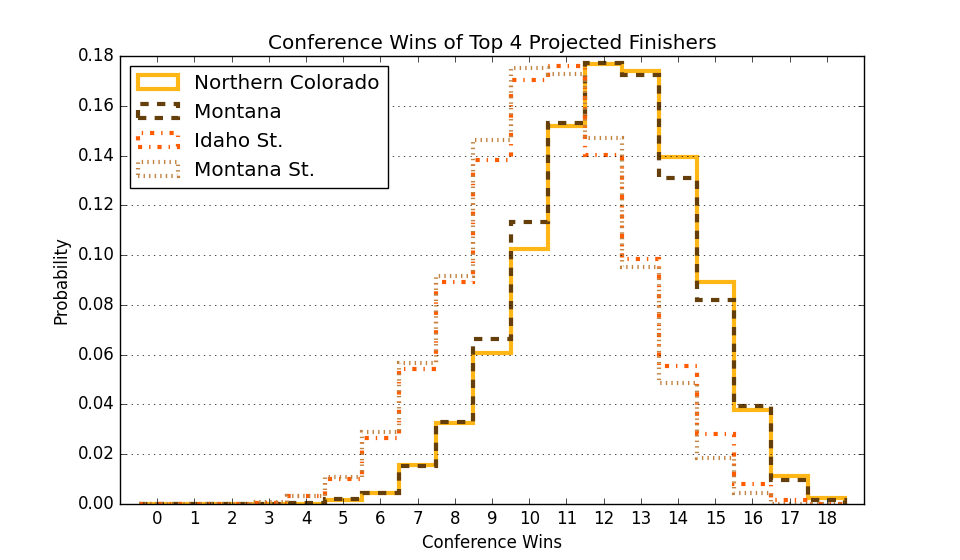 Conference Wins of Top 4 Projected Finishers
0.18
0.16
0.14
0.12
0.10
0.08
0.06
0.04
0.02
0.00
Probability
Northern Colorado
Montana
Idaho St.
Montana St.
0 1 2 3 4 5 6 7 8 9 10 11 12 13 14 15 16 17 18
Conference Wins